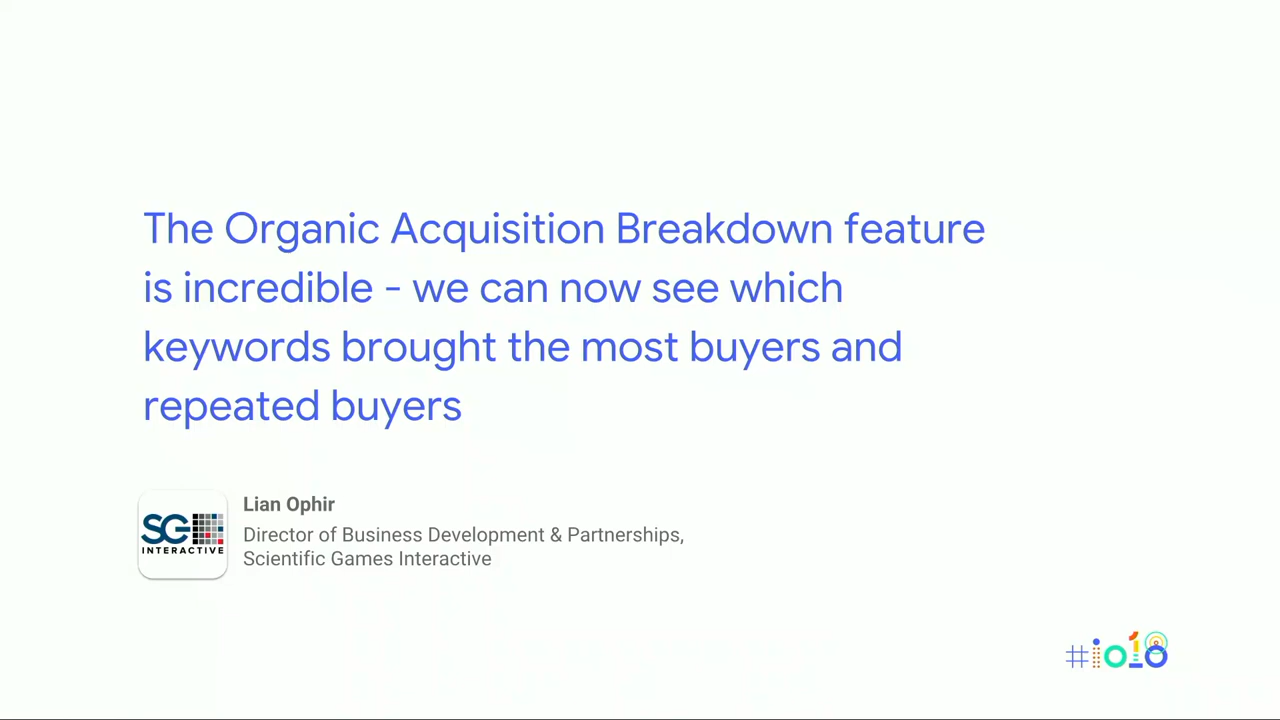 The Organic Acquisition Breakdown feature
is incredible - we can now see which
keywords brought the most buyers and
repeated buyers
SG
INTERACTIVE
Lian Ophir
Director of Business Development & Partnerships,
Scientific Games Interactive
#io18